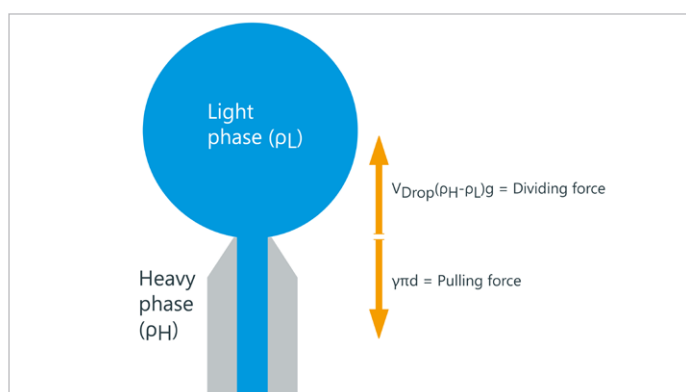 Light
phase (ρL)
VDrop(ρH-ρL)g = Dividing force
Heavy
phase
(ρH)
γπd = Pulling force